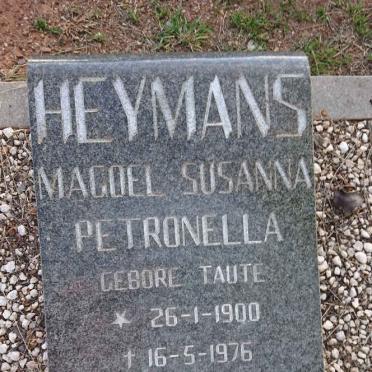 HEYMANS
MAGDEL SUSANNA
PETRONELLA
GEBORE TAUTE
★ 26-1-1900
† 16-5-1976